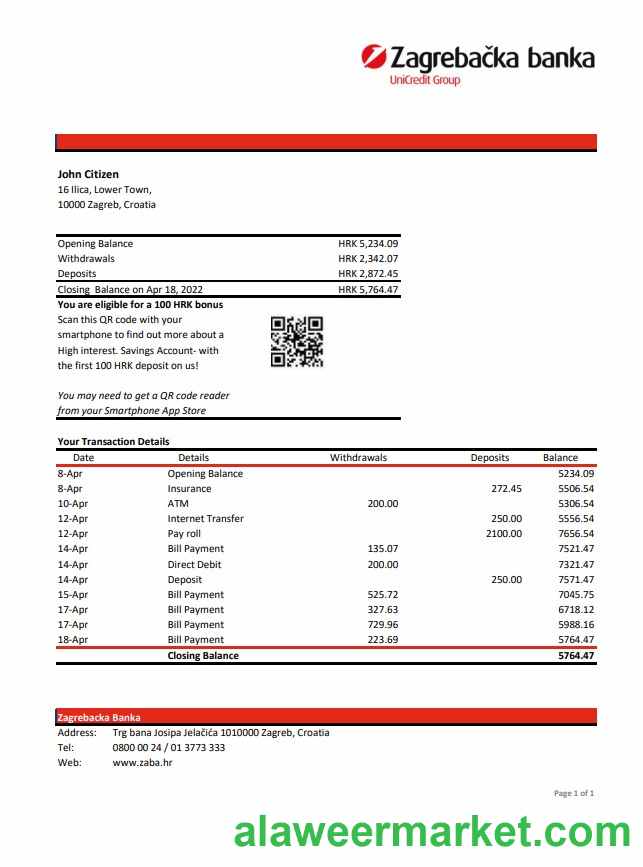 Zagrebačka banka
UniCredit Group
John Citizen
16 Ilica, Lower Town,
10000 Zagreb, Croatia
Opening Balance HRK 5,234.09
Withdrawals HRK 2,342.07
Deposits HRK 2,872.45
Closing Balance on Apr 18, 2022 HRK 5,764.47
You are eligible for a 100 HRK bonus
Scan this QR code with your
smartphone to find out more about a
High interest. Savings Account- with
the first 100 HRK deposit on us!
You may need to get a QR code reader
from your Smartphone App Store
Your Transaction Details
Date Details Withdrawals Deposits Balance
8-Apr Opening Balance 5234.09
8-Apr Insurance 272.45 5506.54
10-Apr ATM 200.00 5306.54
12-Apr Internet Transfer 250.00 5556.54
12-Apr Pay roll 2100.00 7656.54
14-Apr Bill Payment 135.07 7521.47
14-Apr Direct Debit 200.00 7321.47
14-Apr Deposit 250.00 7571.47
15-Apr Bill Payment 525.72 7045.75
17-Apr Bill Payment 327.63 6718.12
17-Apr Bill Payment 729.96 5988.16
18-Apr Bill Payment 223.69 5764.47
Closing Balance 5764.47
Zagrebacka Banka
Address: Trg bana Josipa Jelačića 1010000 Zagreb, Croatia
Tel: 0800 00 24 / 01 3773 333
Web: www.zaba.hr
Page 1 of 1
alaweermarket.com